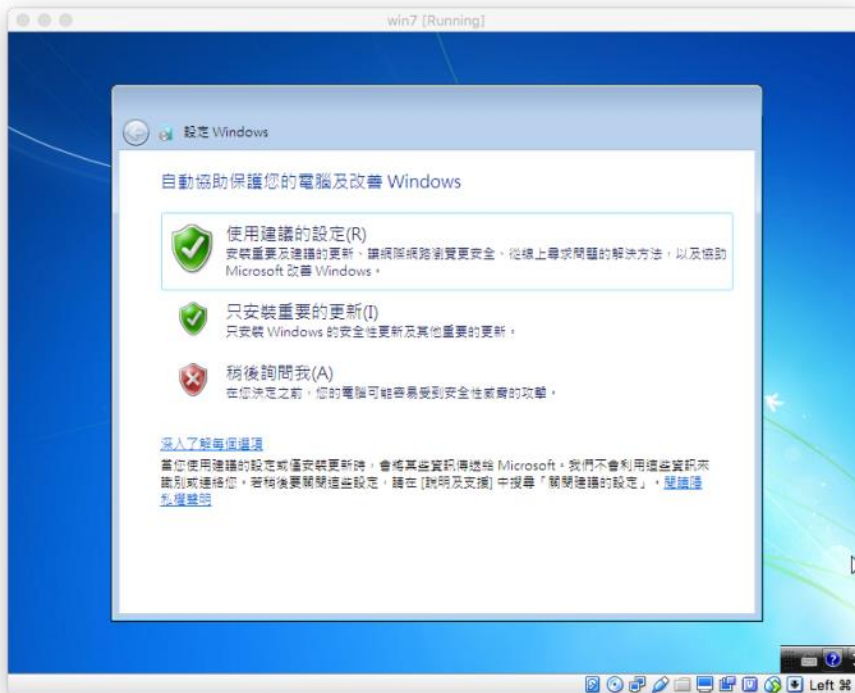 win7 [Running]
設定 Windows
自動協助保護您的電腦及改善 Windows
使用建議的設定(R)
安裝重要及建議的更新、讓網際網路瀏覽更安全、從線上尋求問題的解決方法，以及協助
Microsoft 改善 Windows。
只安裝重要的更新(I)
只安裝 Windows 的安全性更新及其他重要的更新。
稍後詢問我(A)
在您決定之前，您的電腦可能容易受到安全性威脅的攻擊。
深入了解每個選項
當您使用建議的設定或僅安裝更新時，會將某些資訊傳送給 Microsoft。我們不會利用這些資訊來
識別或連絡您。若稍後要關閉這些設定，請在 [說明及支援] 中搜尋「關閉建議的設定」。閱讀隱
私權聲明
Left ⌘